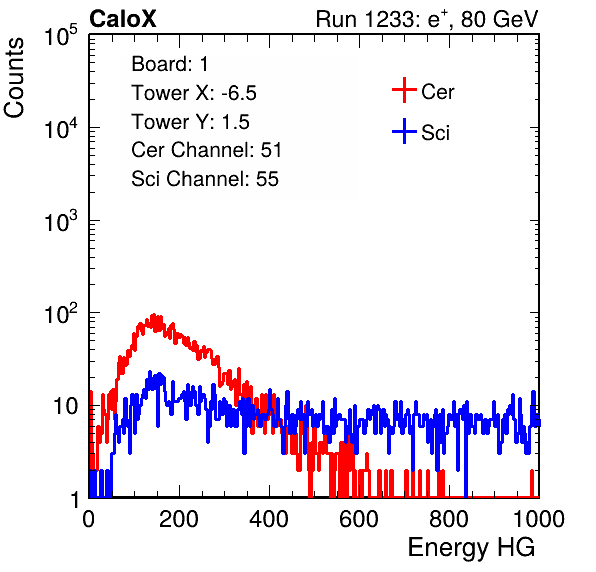 CaloX Run 1233: e⁺, 80 GeV
Counts
10⁵
10⁴
10³
10²
10
1
Board: 1
Tower X: -6.5
Tower Y: 1.5
Cer Channel: 51
Sci Channel: 55
Cer
Sci
0 200 400 600 800 1000
Energy HG